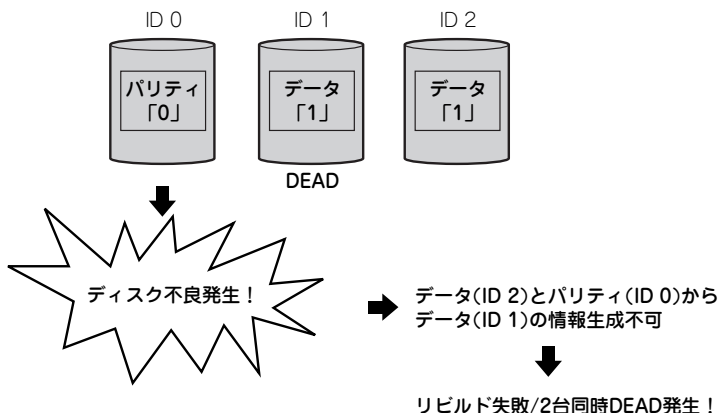 ID 0
ID 1
ID 2
パリティ
「0」
データ
「1」
データ
「1」
DEAD
ディスク不良発生！
データ(ID 2)とパリティ(ID 0)から
データ(ID 1)の情報生成不可
リビルド失敗/2台同時DEAD発生！